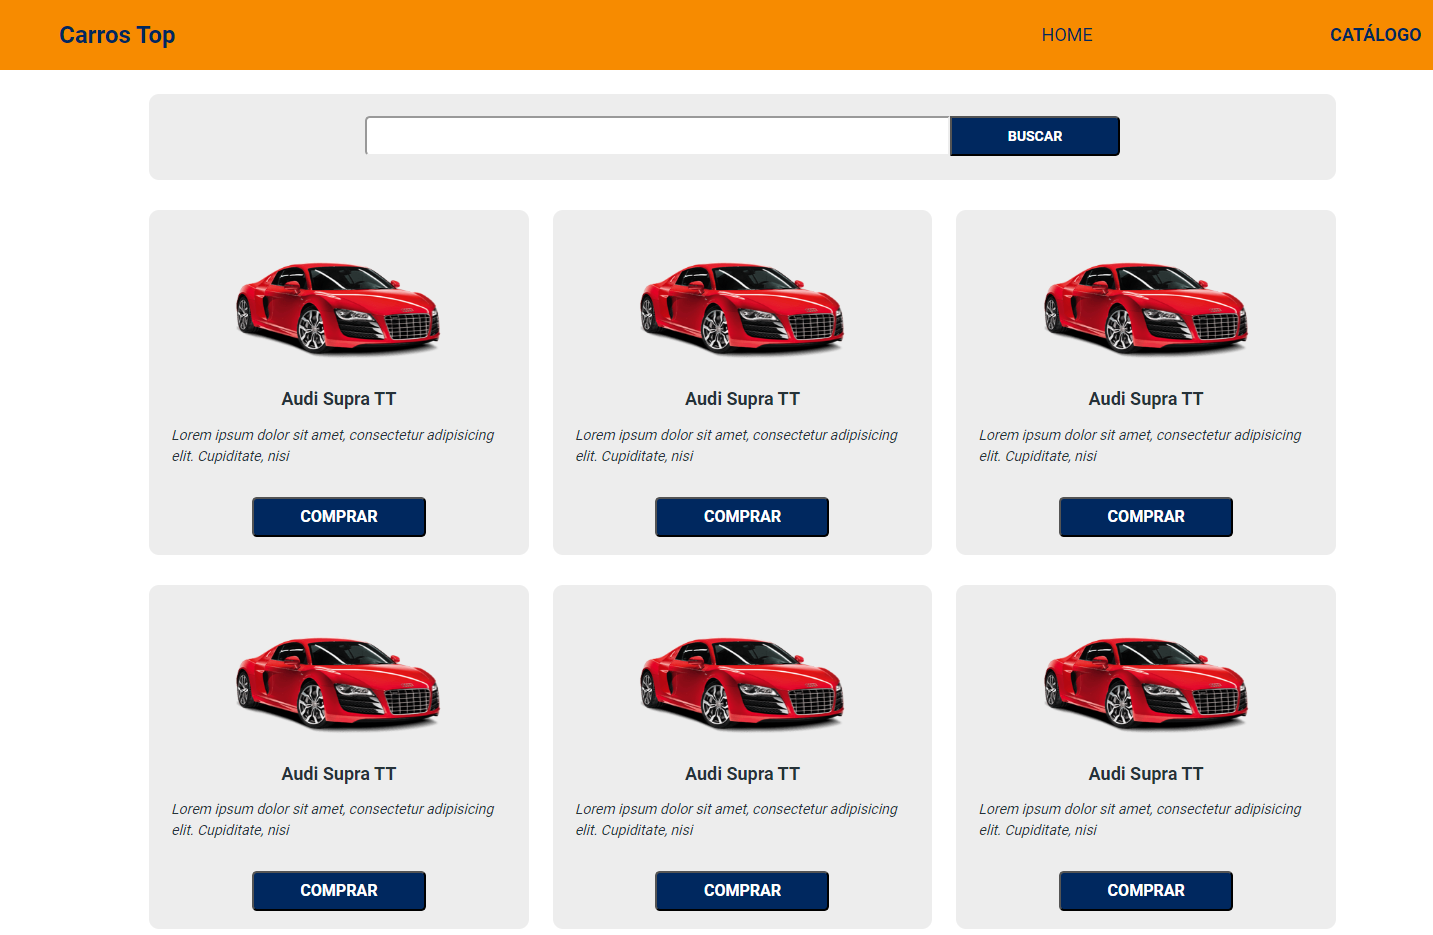 Carros Top
HOME
CATÁLOGO
BUSCAR
Audi Supra TT
Lorem ipsum dolor sit amet, consectetur adipisicing
elit. Cupiditate, nisi
COMPRAR
Audi Supra TT
Lorem ipsum dolor sit amet, consectetur adipisicing
elit. Cupiditate, nisi
COMPRAR
Audi Supra TT
Lorem ipsum dolor sit amet, consectetur adipisicing
elit. Cupiditate, nisi
COMPRAR
Audi Supra TT
Lorem ipsum dolor sit amet, consectetur adipisicing
elit. Cupiditate, nisi
COMPRAR
Audi Supra TT
Lorem ipsum dolor sit amet, consectetur adipisicing
elit. Cupiditate, nisi
COMPRAR
Audi Supra TT
Lorem ipsum dolor sit amet, consectetur adipisicing
elit. Cupiditate, nisi
COMPRAR